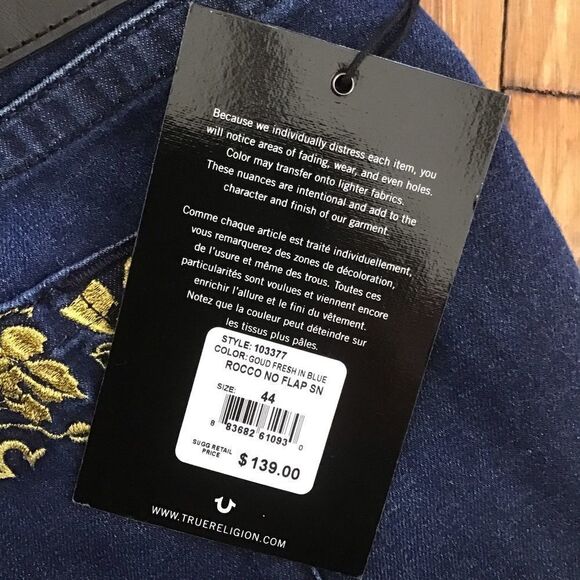 Because we individually distress each item, you
will notice areas of fading, wear, and even holes.
Color may transfer onto lighter fabrics.
These nuances are intentional and add to the
character and finish of our garment.
Comme chaque article est traité individuellement,
vous remarquerez des zones de décoloration,
de l'usure et même des trous. Toutes ces
particularités sont voulues et viennent encore
enrichir l'allure et le fini du vêtement.
Notez que la couleur peut déteindre sur
les tissus plus pâles.
STYLE: 103377
COLOR: GOUD FRESH IN BLUE
ROCCO NO FLAP SN
SIZE: 44
8 83682 61093 0
SUGG RETAIL
PRICE $139.00
WWW.TRUERELIGION.COM